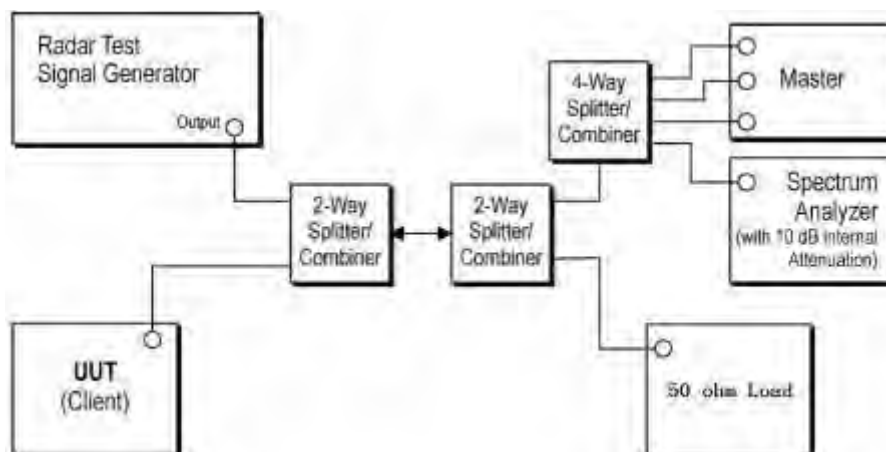 Radar Test
Signal Generator
Output
4-Way
Splitter/
Combiner
Master
2-Way
Splitter/
Combiner
2-Way
Splitter/
Combiner
Spectrum
Analyzer
(with 10 dB Internal
Attenuation)
UUT
(Client)
50 ohm Load